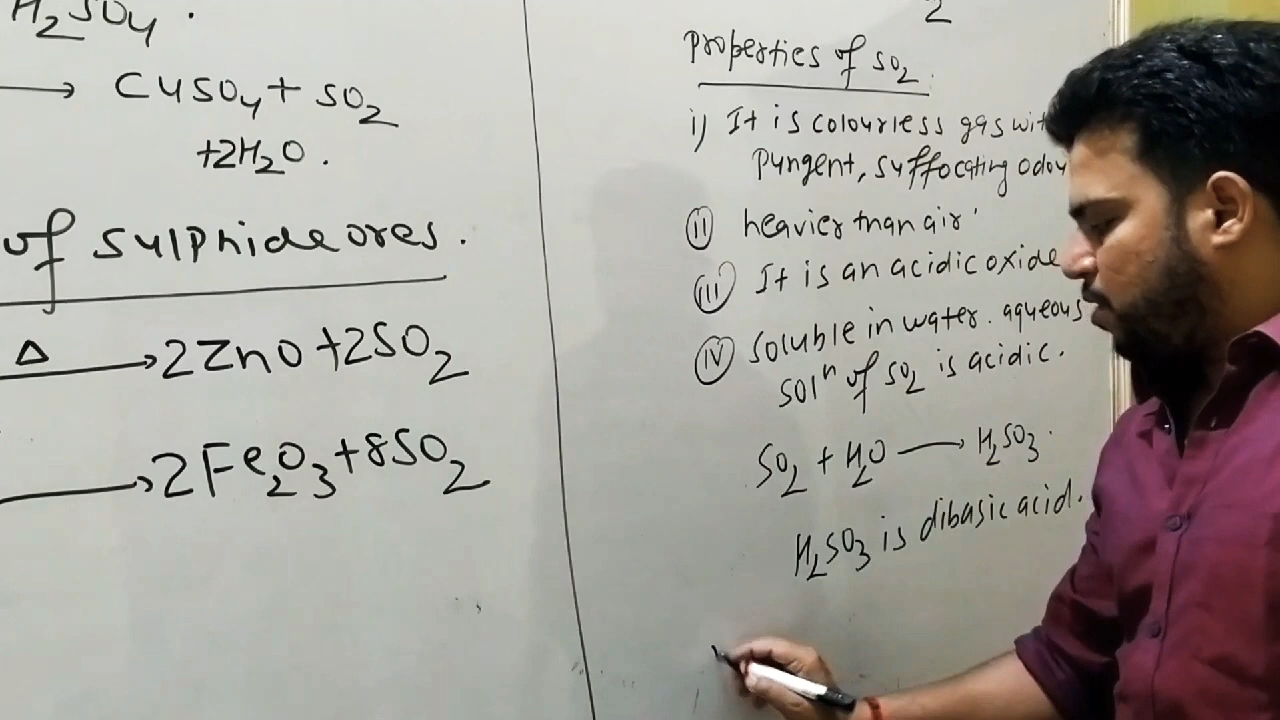 H₂SO₄.
→ CuSO₄ + SO₂
+2H₂O.
of sulphide ores.
Δ → 2ZnO + 2SO₂
→ 2Fe₂O₃ + 8SO₂
2
Properties of SO₂.
i) It is colourless gas with
pungent, suffocating odou
(ii) heavier than air
(iii) It is an acidic oxide
(iv) soluble in water. aqueous
solⁿ of SO₂ is acidic.
SO₂ + H₂O → H₂SO₃.
H₂SO₃ is dibasic acid.